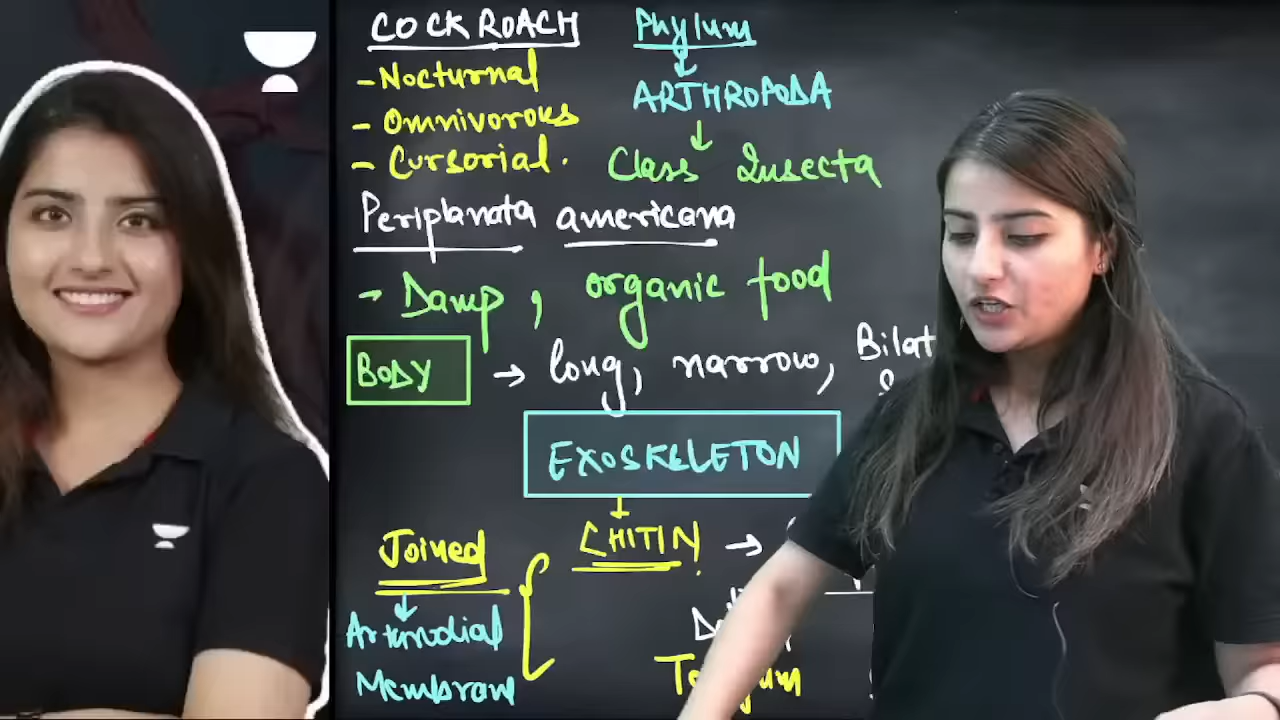 COCKROACH
Phylum
- Nocturnal
ARTHROPODA
- Omnivorous
- Cursorial.
Class Insecta
Periplanata americana
- Damp, organic food
BODY → long, narrow, Bilat
EXOSKELETON
Joined
CHITIN →
Arthrodial
Membrane